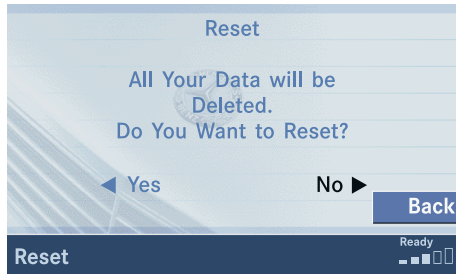 Reset
All Your Data will be
Deleted.
Do You Want to Reset?
Yes No
Back
Reset
Ready